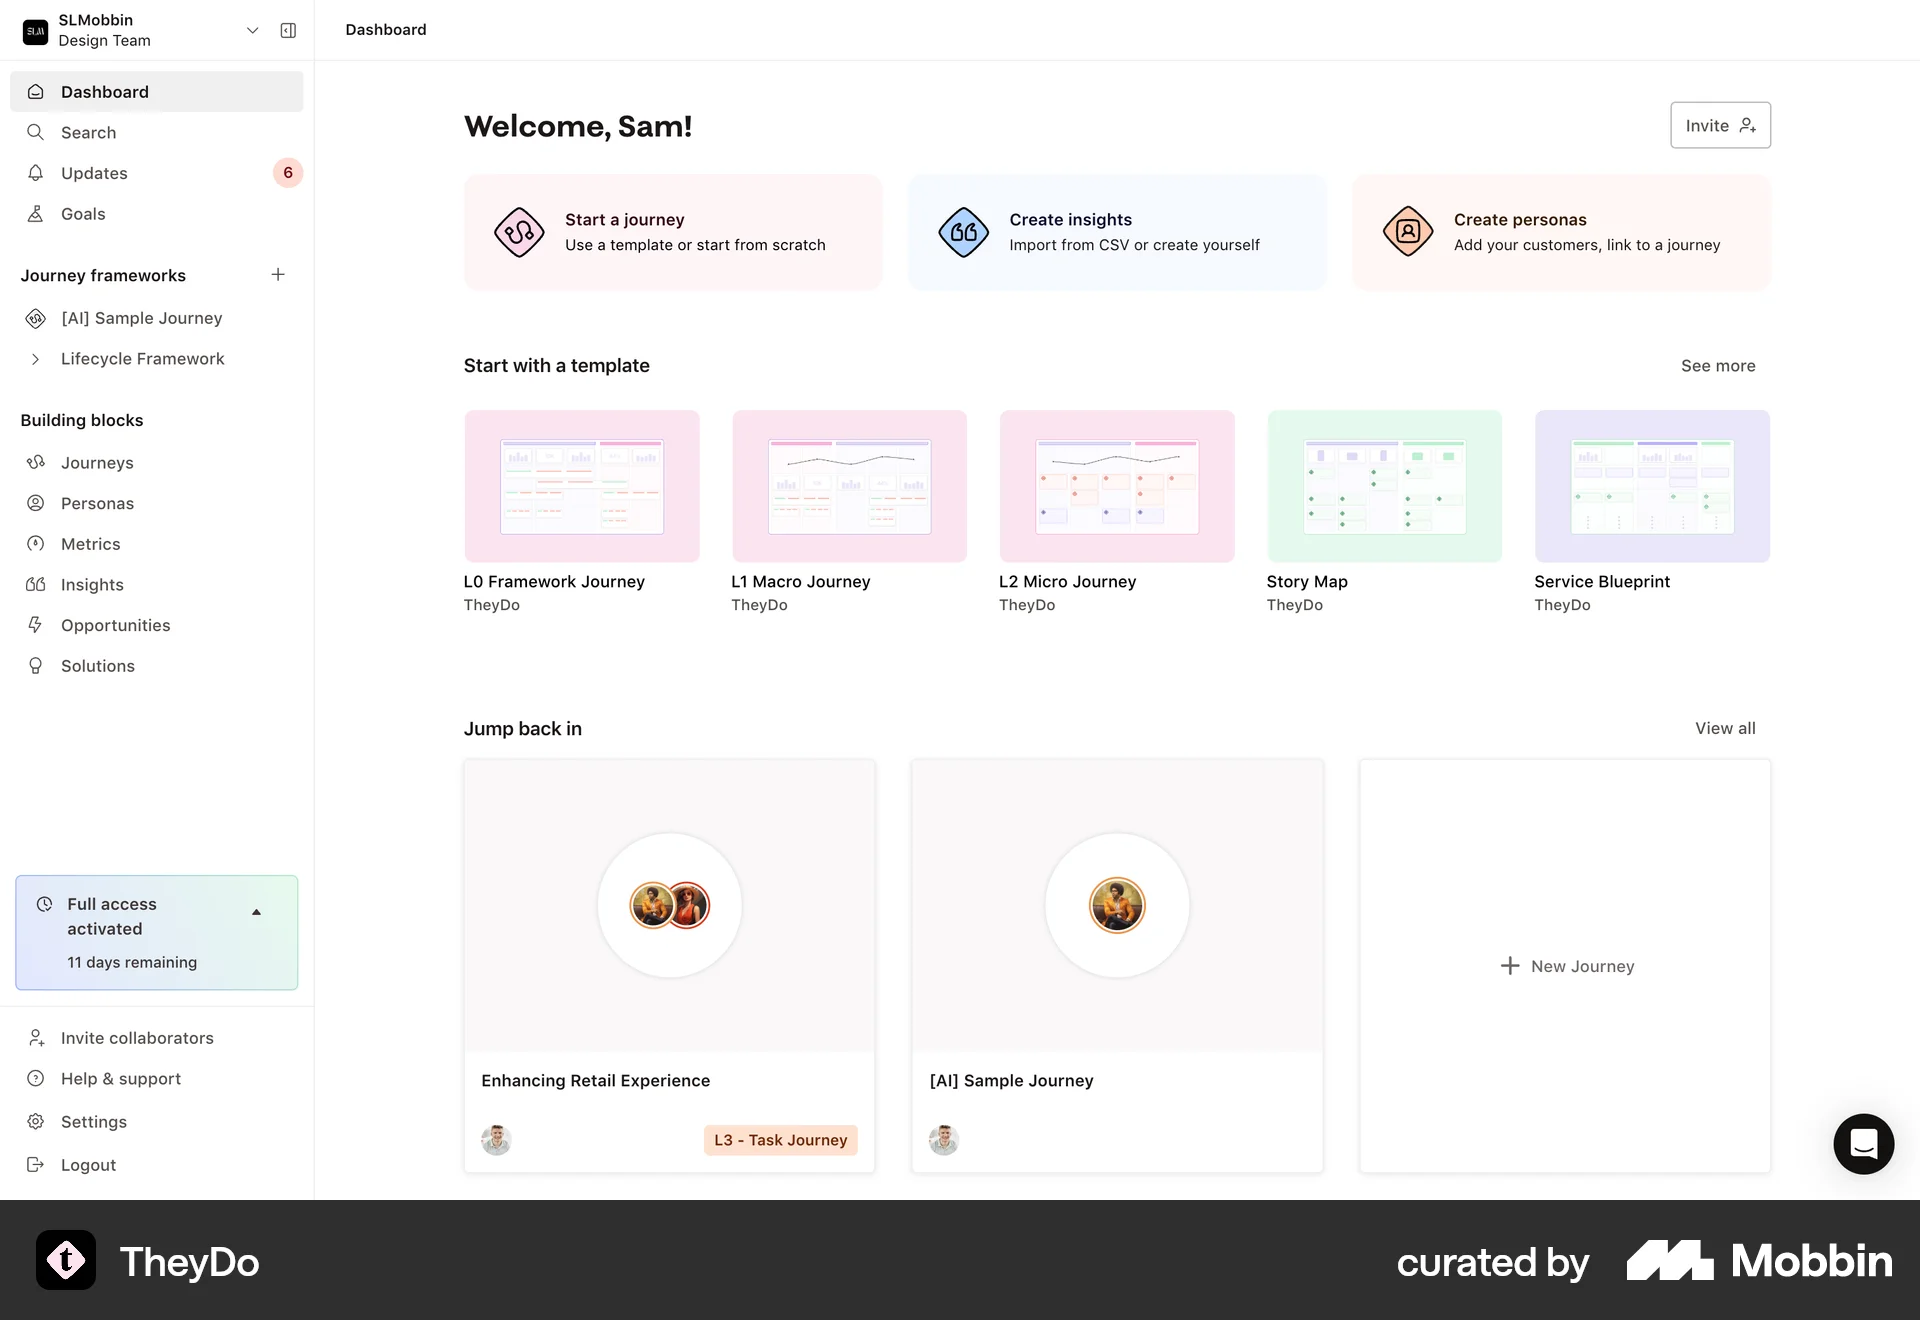 SLM
SLMobbin
Design Team
Dashboard
Search
Updates
6
Goals
Journey frameworks
[AI] Sample Journey
Lifecycle Framework
Building blocks
Journeys
Personas
Metrics
Insights
Opportunities
Solutions
Full access
activated
11 days remaining
Invite collaborators
Help & support
Settings
Logout
Dashboard
Welcome, Sam!
Invite
Start a journey
Use a template or start from scratch
Create insights
Import from CSV or create yourself
Create personas
Add your customers, link to a journey
Start with a template
See more
L0 Framework Journey
TheyDo
L1 Macro Journey
TheyDo
L2 Micro Journey
TheyDo
Story Map
TheyDo
Service Blueprint
TheyDo
Jump back in
View all
Enhancing Retail Experience
L3 - Task Journey
[AI] Sample Journey
New Journey
t
TheyDo
curated by
Mobbin